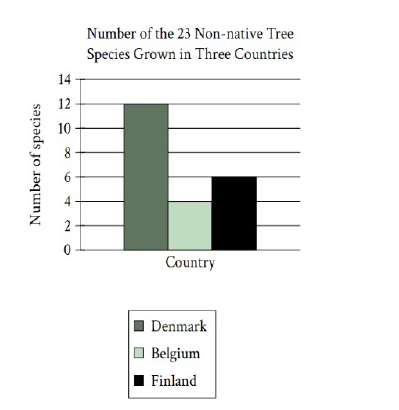 Number of the 23 Non-native Tree
Species Grown in Three Countries
Number of species
14
12
10
8
6
4
2
0
Country
Denmark
Belgium
Finland